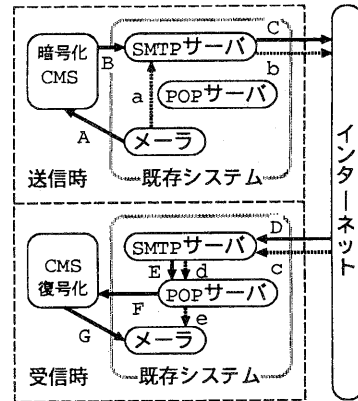 暗号化
CMS
B
SMTPサーバ
C
b
a
POPサーバ
A
メーラ
送信時
既存システム
インターネット
SMTPサーバ
D
c
E
d
CMS
復号化
F
POPサーバ
G
e
メーラ
受信時
既存システム